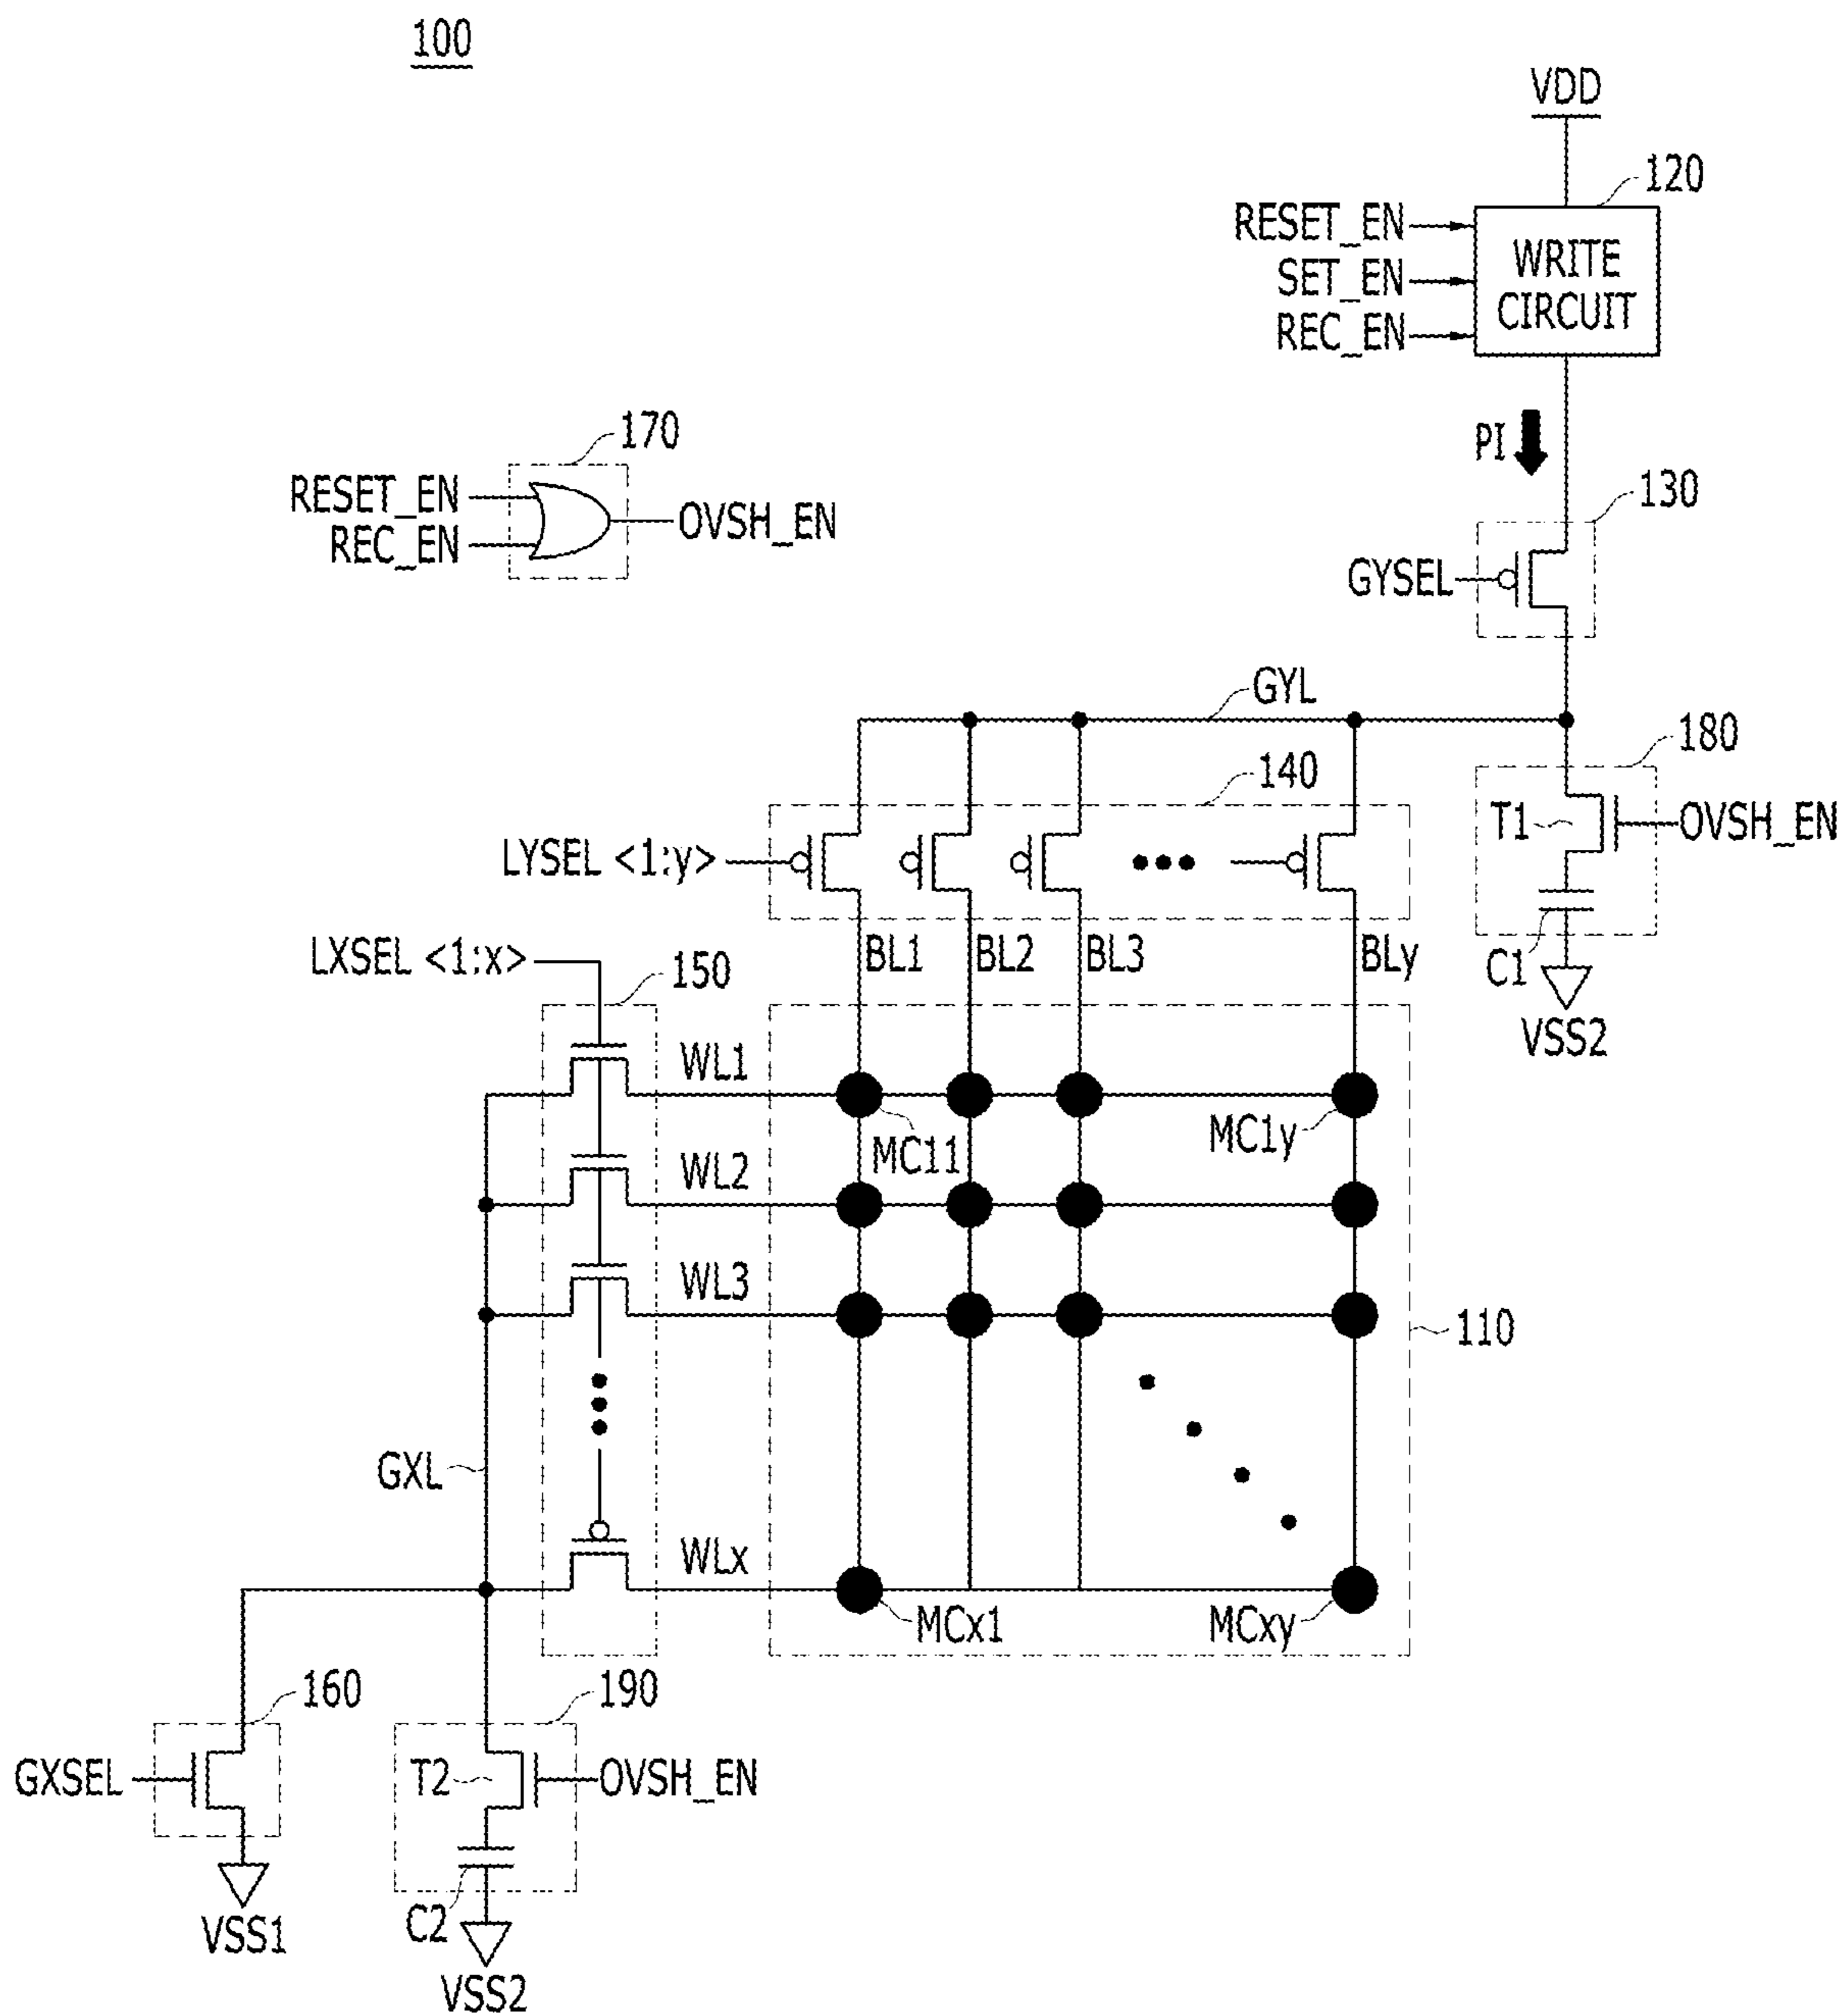 100
VDD
120
RESET_EN
SET_EN
REC_EN
WRITE
CIRCUIT
PI
170
RESET_EN
REC_EN
OVSH_EN
130
GYSEL
GYL
180
140
T1
OVSH_EN
LYSEL <1:y>
C1
VSS2
BL1
BL2
BL3
BLy
LXSEL <1:x>
150
WL1
MC11
MC1y
WL2
WL3
110
GXL
WLx
MCx1
MCxy
160
190
GXSEL
T2
OVSH_EN
VSS1
C2
VSS2